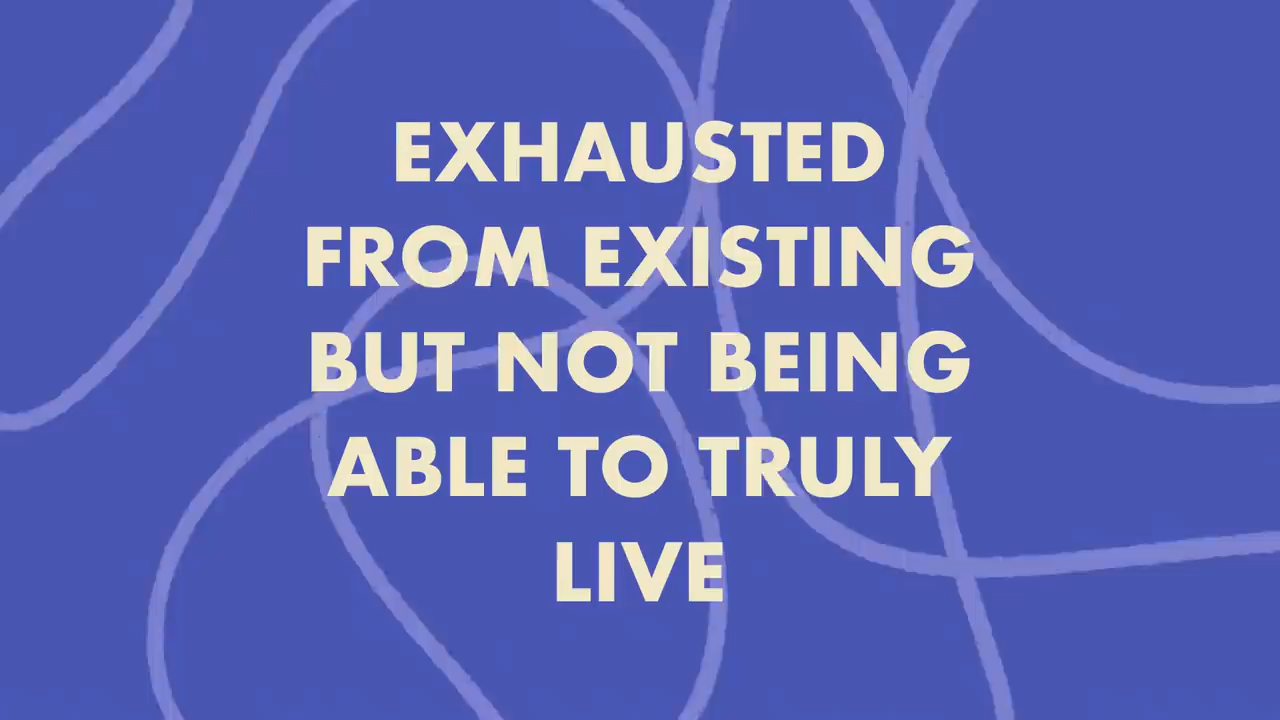 EXHAUSTED
FROM EXISTING
BUT NOT BEING
ABLE TO TRULY
LIVE